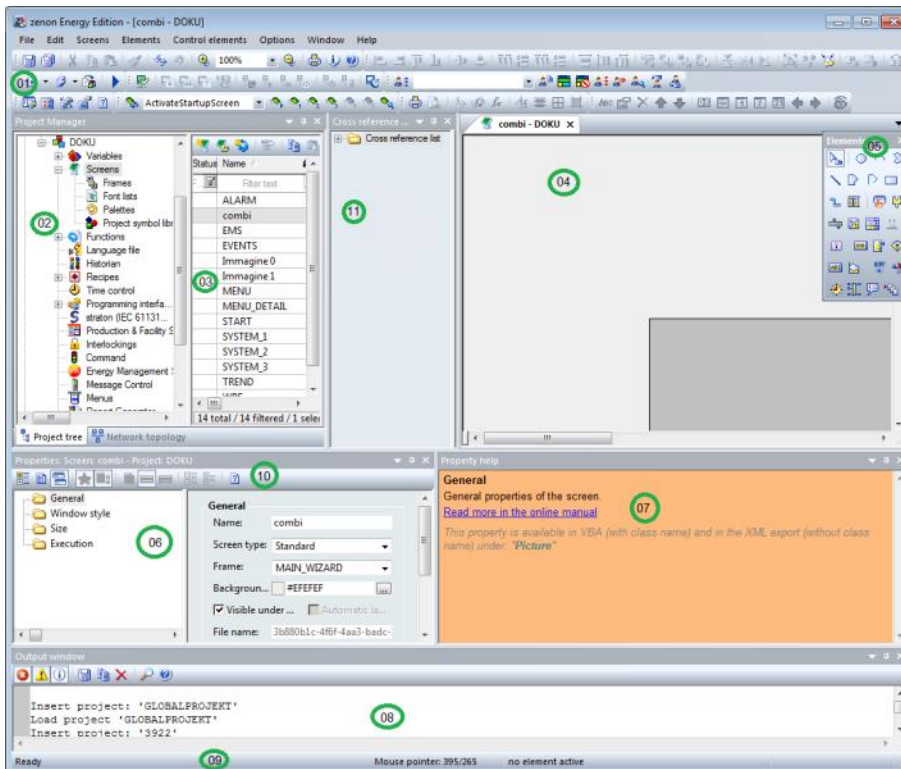 zenon Energy Edition - [combi - DOKU]
File Edit Screens Elements Control elements Options Window Help
100%
01
ActivateStartupScreen
Project Manager
DOKU
Variables
Screens
Frames
Font lists
Palettes
Project symbol libr
Functions
Language file
Historian
Recipes
Time control
Programming interfa...
straton (IEC 61131...
Production & Facility S
Interlockings
Command
Energy Management
Message Control
Menus
02
Project tree
Network topology
Status Name
Filter text
ALARM
combi
EMS
EVENTS
Immagine 0
Immagine 1
MENU
MENU_DETAIL
START
SYSTEM_1
SYSTEM_2
SYSTEM_3
TREND
03
14 total / 14 filtered / 1 selec
Cross reference ...
Cross reference list
11
combi - DOKU
04
Elements
05
Properties: Screen: combi - Project: DOKU
10
General
Window style
Size
Execution
06
General
Name: combi
Screen type: Standard
Frame: MAIN_WIZARD
Backgroun... #EFEFEF
Visible under ... Automatic la...
File name: 3b880b1c-4f6f-4aa3-badc-
Property help
General
General properties of the screen.
Read more in the online manual
07
This property is available in VBA (with class name) and in the XML export (without class
name) under: "Picture"
Output window
Insert project: 'GLOBALPROJEKT'
Load project 'GLOBALPROJEKT'
Insert project: '3922'
08
Ready 09 Mouse pointer: 395/265 no element active